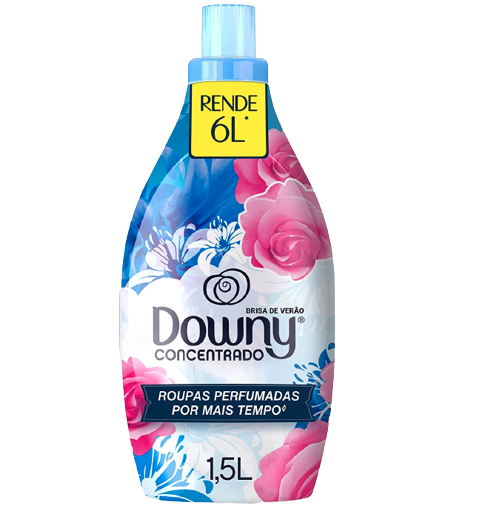 RENDE
6L*
BRISA DE VERÃO
Downy®
CONCENTRADO
ROUPAS PERFUMADAS
POR MAIS TEMPO◊
1,5L